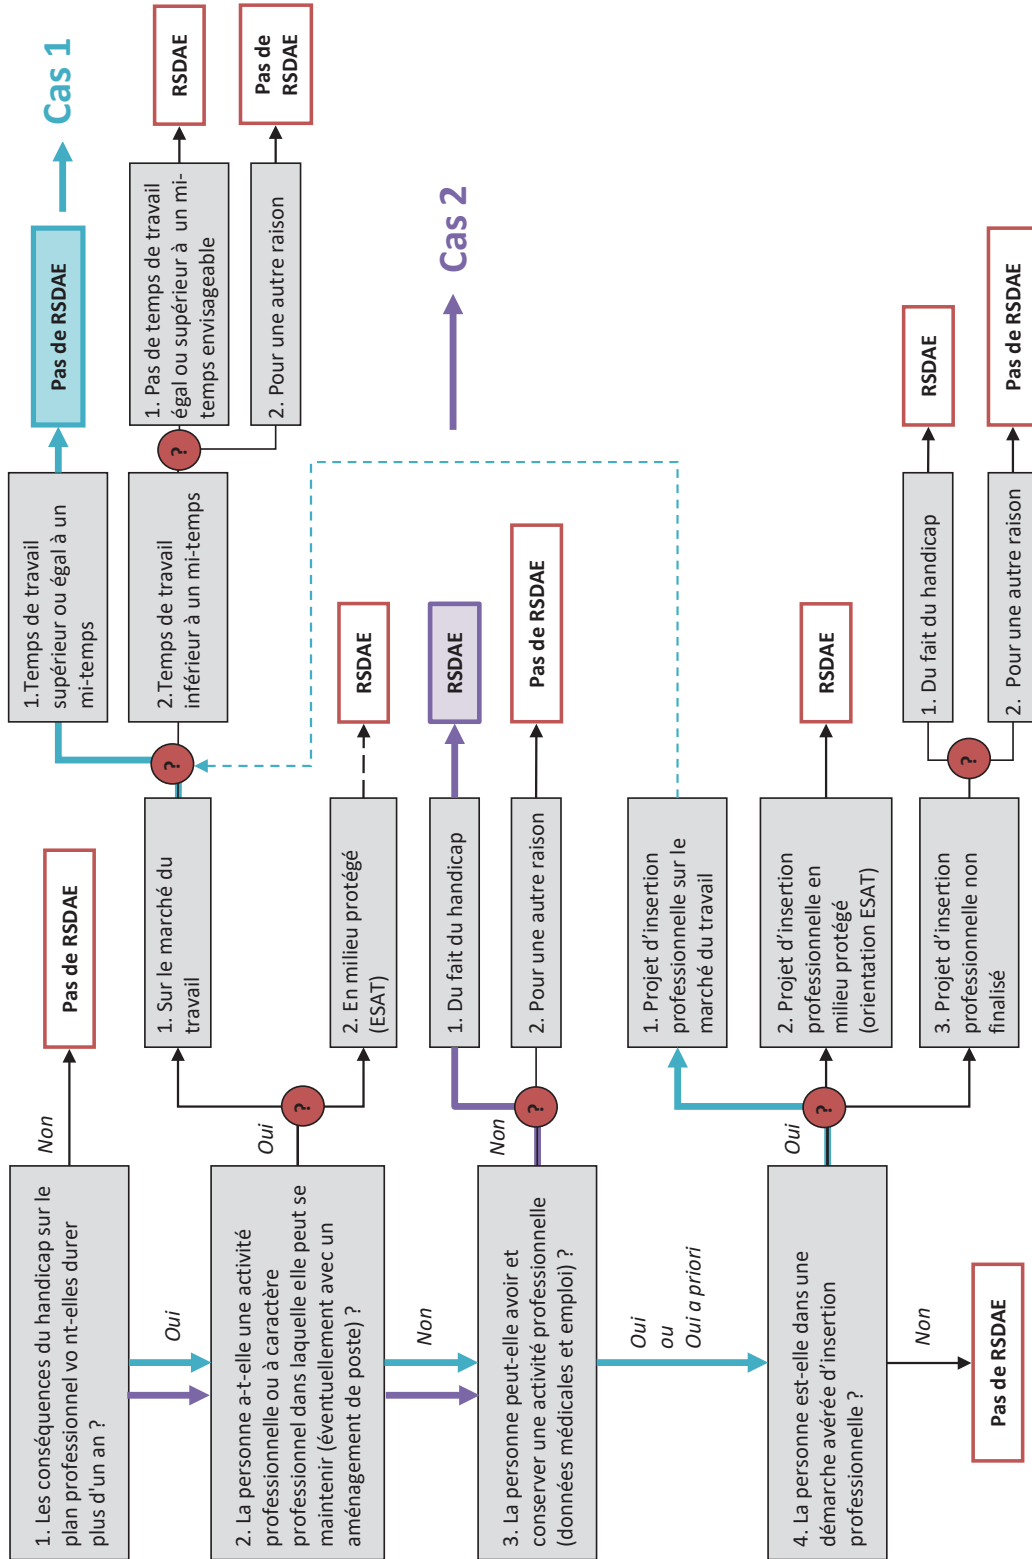 1. Les conséquences du handicap sur le
plan professionnel vo nt-elles durer
plus d'un an ?
Non
Pas de RSDAE
Oui
2. La personne a-t-elle une activité
professionnelle ou à caractère
professionnel dans laquelle elle peut se
maintenir (éventuellement avec un
aménagement de poste) ?
Oui
?
1. Sur le marché du
travail
?
1.Temps de travail
supérieur ou égal à un
mi-temps
Pas de RSDAE
Cas 1
2.Temps de travail
inférieur à un mi-temps
?
1. Pas de temps de travail
égal ou supérieur à un mi-
temps envisageable
RSDAE
2. Pour une autre raison
Pas de
RSDAE
2. En milieu protégé
(ESAT)
RSDAE
Non
3. La personne peut-elle avoir et
conserver une activité professionnelle
(données médicales et emploi) ?
Non
?
1. Du fait du handicap
RSDAE
Cas 2
2. Pour une autre raison
Pas de RSDAE
Oui
ou
Oui a priori
4. La personne est-elle dans une
démarche avérée d'insertion
professionnelle ?
Oui
?
1. Projet d'insertion
professionnelle sur le
marché du travail
2. Projet d'insertion
professionnelle en
milieu protégé
(orientation ESAT)
RSDAE
3. Projet d'insertion
professionnel non
finalisé
?
1. Du fait du handicap
RSDAE
2. Pour une autre raison
Pas de RSDAE
Non
Pas de RSDAE